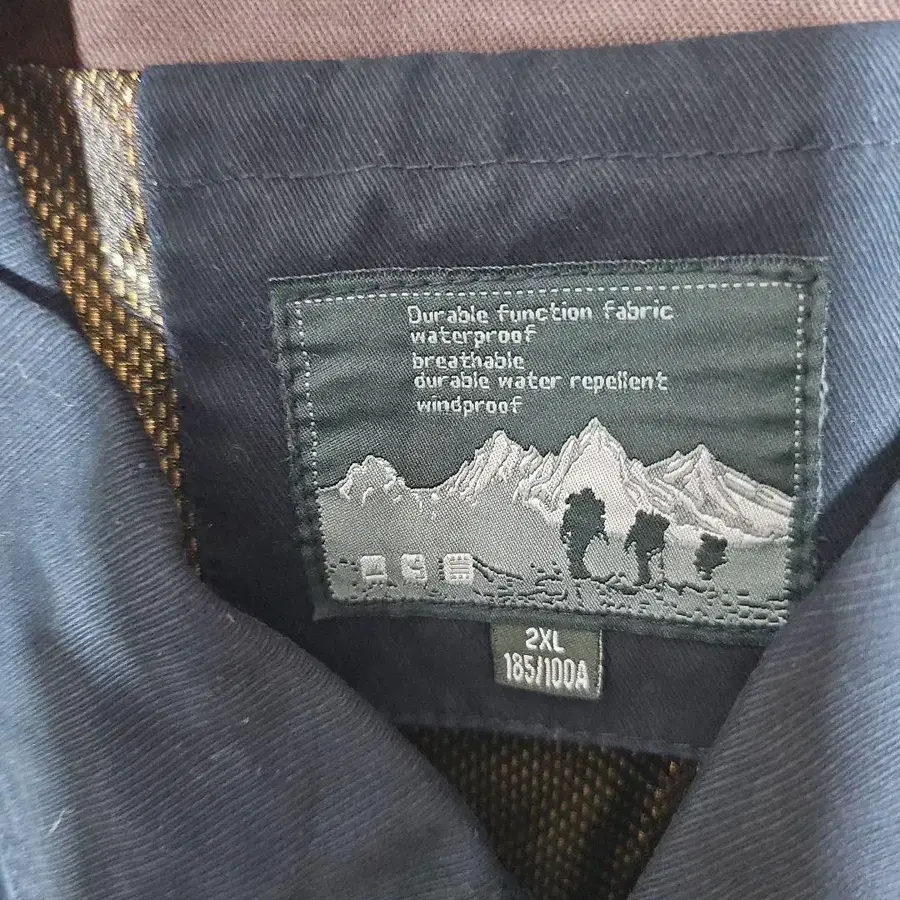 Durable function fabric
waterproof
breathable
durable water repellent
windproof
2XL
185/100A